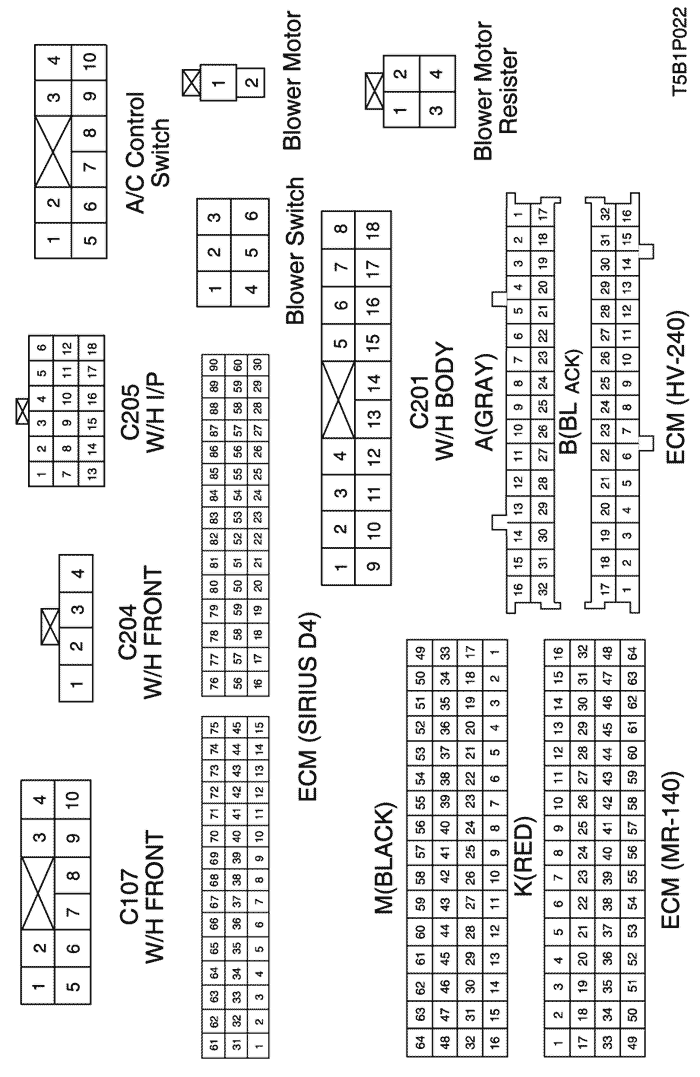 1 2 3 4
5 6 7 8 9 10
C107
W/H FRONT
1 2 3 4
C204
W/H FRONT
1 2 3 4 5 6
7 8 9 10 11 12
13 14 15 16 17 18
C205
W/H I/P
1 2 3 4
5 6 7 8 9 10
A/C Control
Switch
61 62 63 64 65 66 67 68 69 70 71 72 73 74 75
31 32 33 34 35 36 37 38 39 40 41 42 43 44 45
1 2 3 4 5 6 7 8 9 10 11 12 13 14 15
76 77 78 79 80 81 82 83 84 85 86 87 88 89 90
56 57 58 59 50 51 52 53 54 55 56 57 58 59 60
16 17 18 19 20 21 22 23 24 25 26 27 28 29 30
ECM (SIRIUS D4)
1 2 3
4 5 6
Blower Switch
1
2
Blower Motor
1 2 3 4 5 6 7 8
9 10 11 12 13 14 15 16 17 18
C201
W/H BODY
1 2
3 4
Blower Motor
Resister
M(BLACK)
64 63 62 61 60 59 58 57 56 55 54 53 52 51 50 49
48 47 46 45 44 43 42 41 40 39 38 37 36 35 34 33
32 31 30 29 28 27 26 25 24 23 22 21 20 19 18 17
16 15 14 13 12 11 10 9 8 7 6 5 4 3 2 1
K(RED)
1 2 3 4 5 6 7 8 9 10 11 12 13 14 15 16
17 18 19 20 21 22 23 24 25 26 27 28 29 30 31 32
33 34 35 36 37 38 39 40 41 42 43 44 45 46 47 48
49 50 51 52 53 54 55 56 57 58 59 60 61 62 63 64
ECM (MR-140)
A(GRAY)
16 15 14 13 12 11 10 9 8 7 6 5 4 3 2 1
32 31 30 29 28 27 26 25 24 23 22 21 20 19 18 17
B(BL ACK)
17 18 19 20 21 22 23 24 25 26 27 28 29 30 31 32
1 2 3 4 5 6 7 8 9 10 11 12 13 14 15 16
ECM (HV-240)
T5B1P022